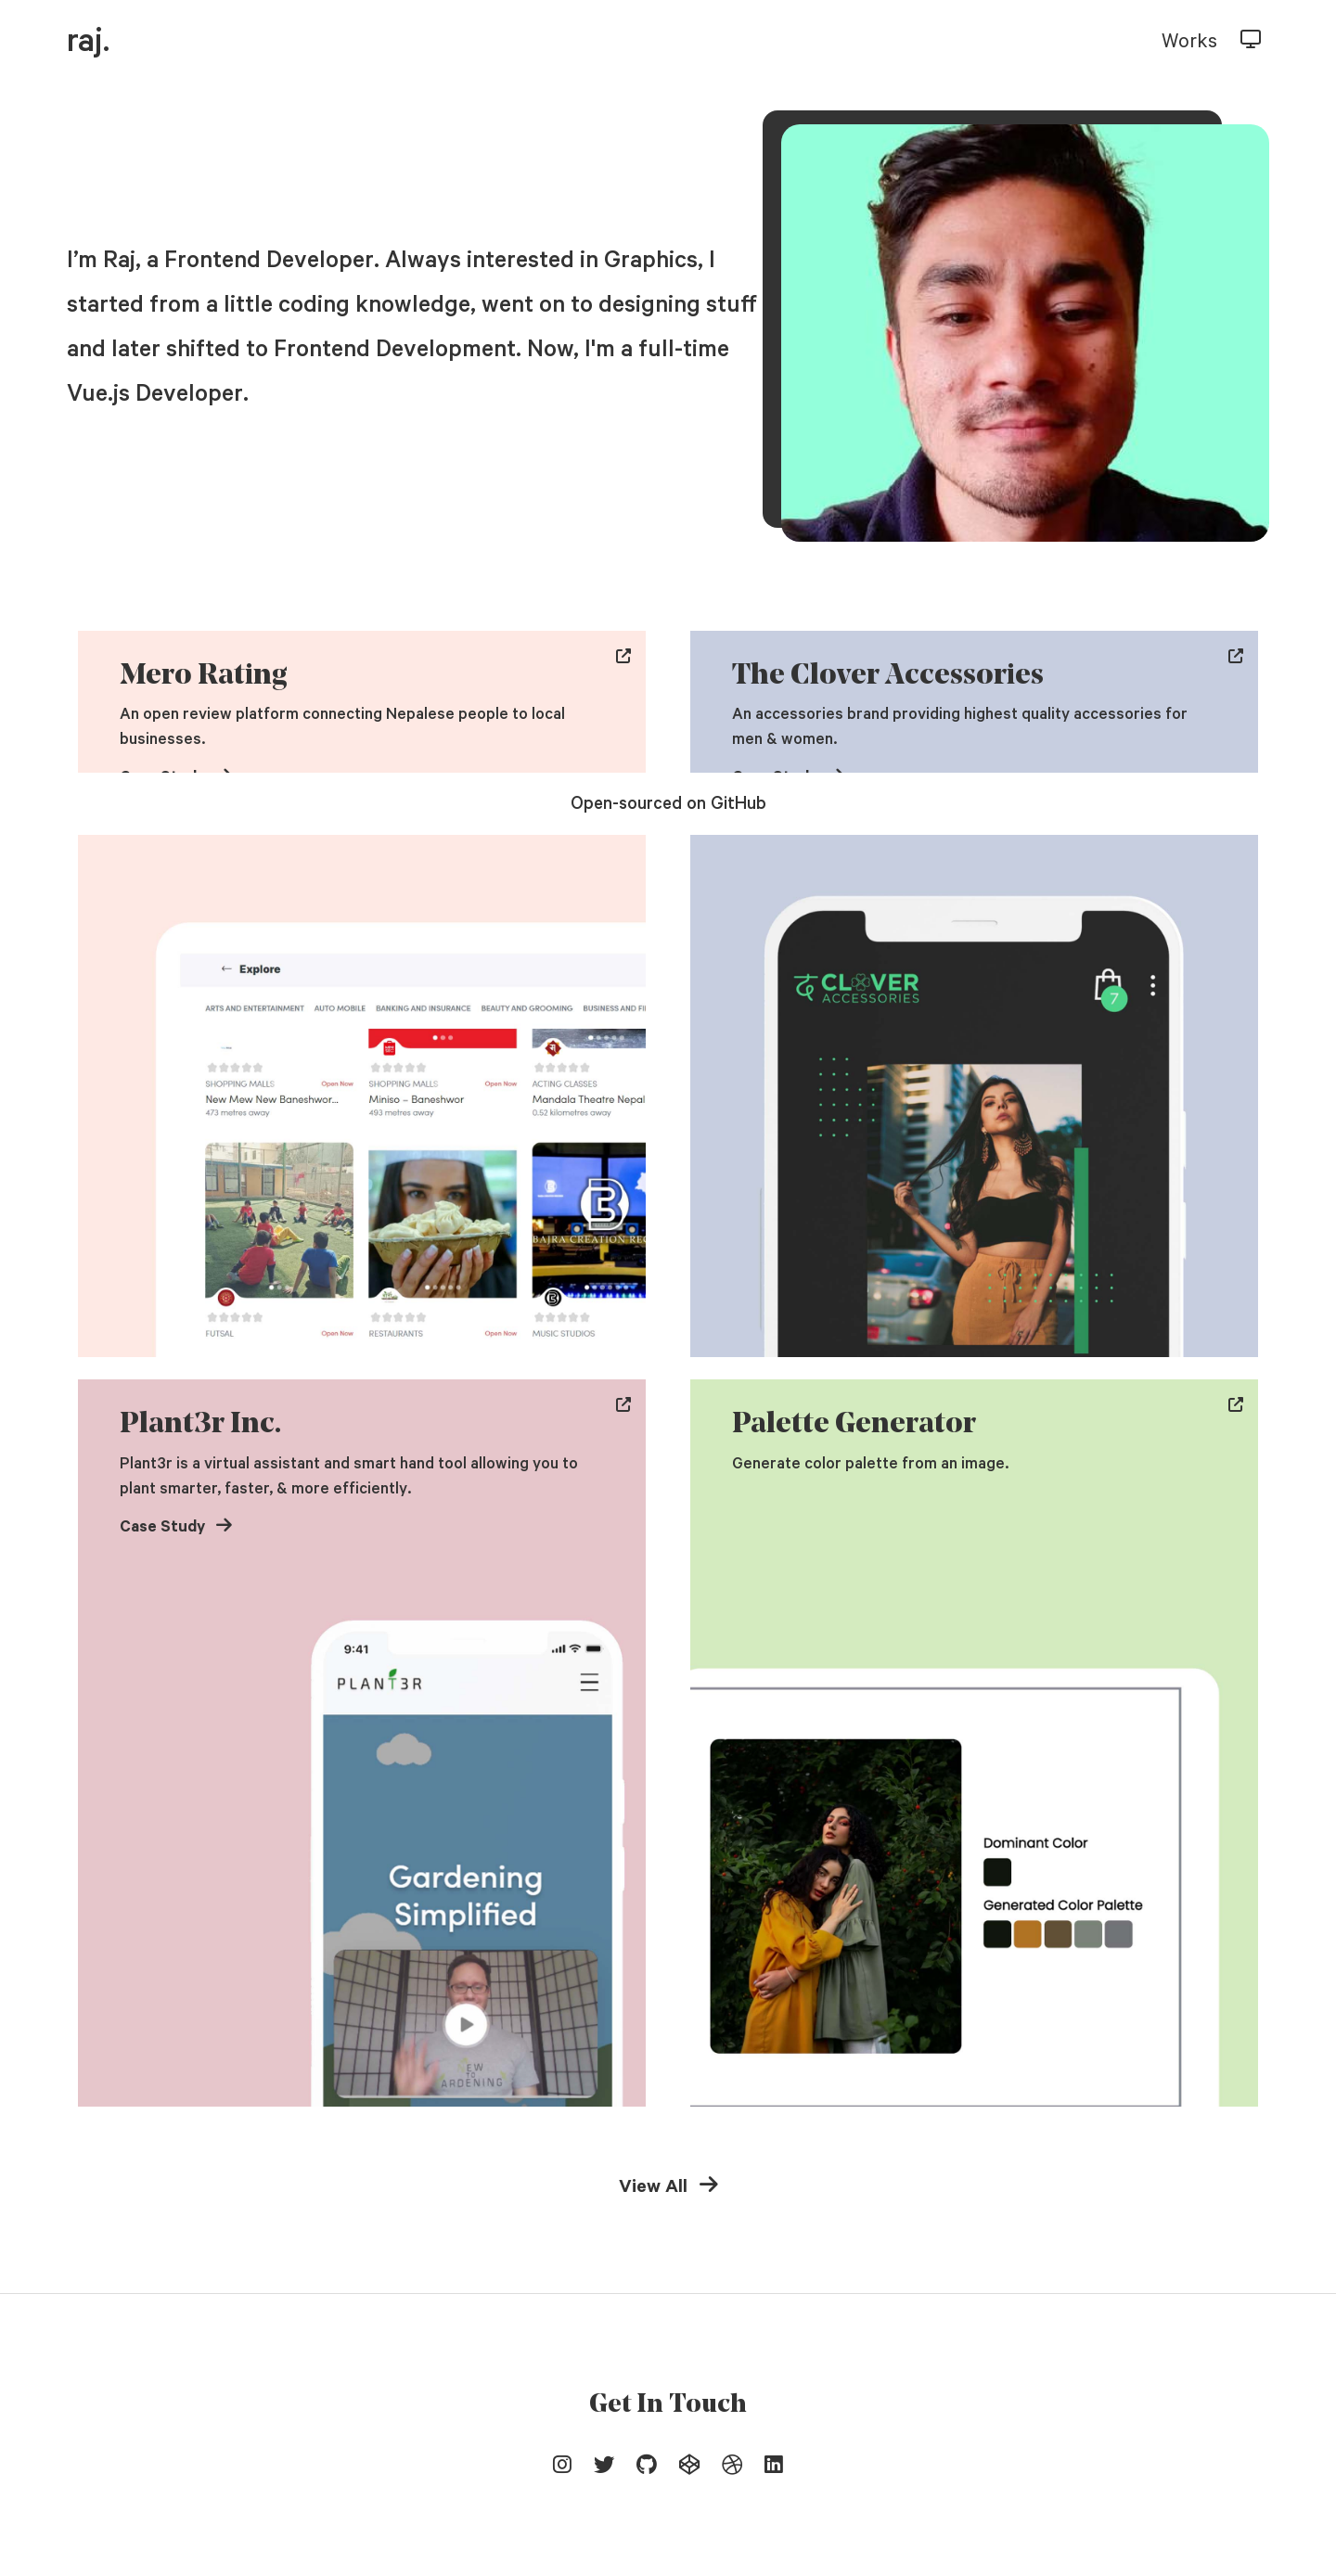 raj.
Works
I’m Raj, a Frontend Developer. Always interested in Graphics, I
started from a little coding knowledge, went on to designing stuff
and later shifted to Frontend Development. Now, I'm a full-time
Vue.js Developer.
Mero Rating
An open review platform connecting Nepalese people to local
businesses.
The Clover Accessories
An accessories brand providing highest quality accessories for
men & women.
Open-sourced on GitHub
← Explore
ARTS AND ENTERTAINMENT AUTO MOBILE BANKING AND INSURANCE BEAUTY AND GROOMING BUSINESS AND FI
SHOPPING MALLS Open Now
New Mew New Baneshwor...
473 metres away
SHOPPING MALLS Open Now
Miniso – Baneshwor
493 metres away
ACTING CLASSES
Mandala Theatre Nepal
0.52 kilometres away
BAJRA CREATION REC
FUTSAL Open Now
RESTAURANTS Open Now
MUSIC STUDIOS
द CLOVER
ACCESSORIES
7
Plant3r Inc.
Plant3r is a virtual assistant and smart hand tool allowing you to
plant smarter, faster, & more efficiently.
Case Study →
9:41
PLANT3R
Gardening
Simplified
Palette Generator
Generate color palette from an image.
Dominant Color
Generated Color Palette
View All →
Get In Touch